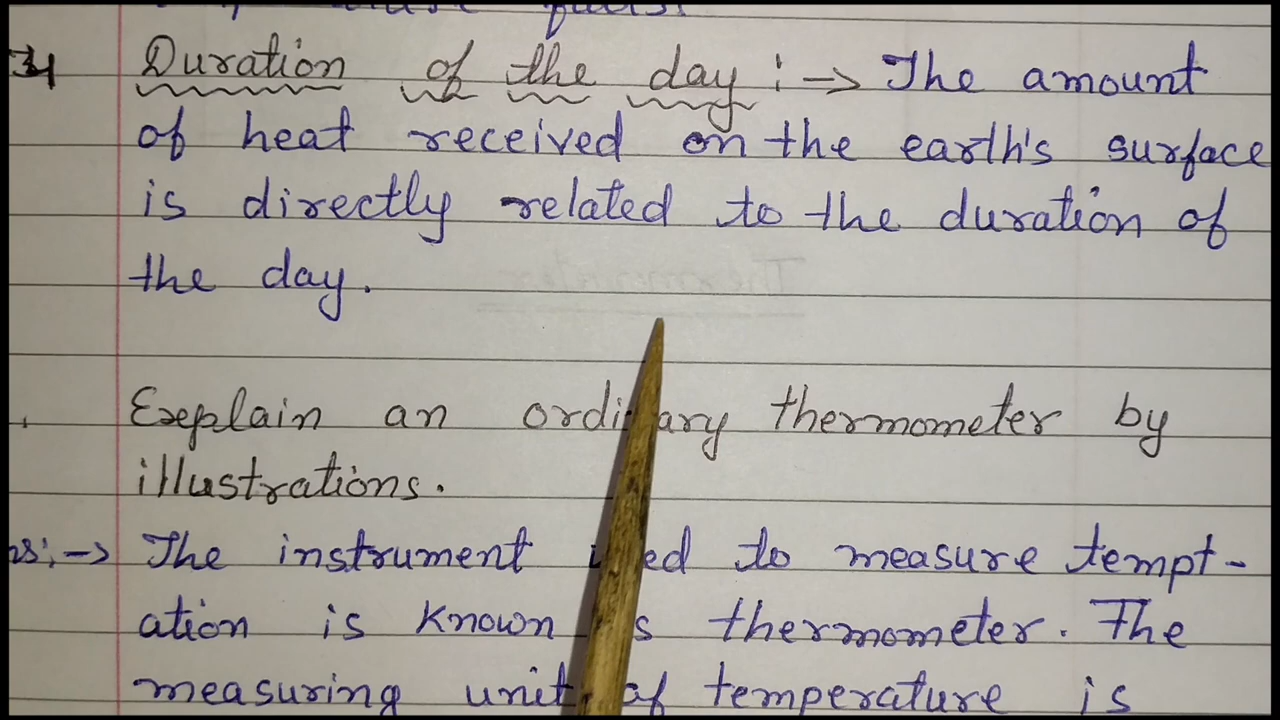 3) Duration of the day :-> The amount
of heat received on the earth's surface
is directly related to the duration of
the day.
Explain an ordinary thermometer by
illustrations.
:-> The instrument used to measure tempt-
ation is known as thermometer. The
measuring unit of temperature is